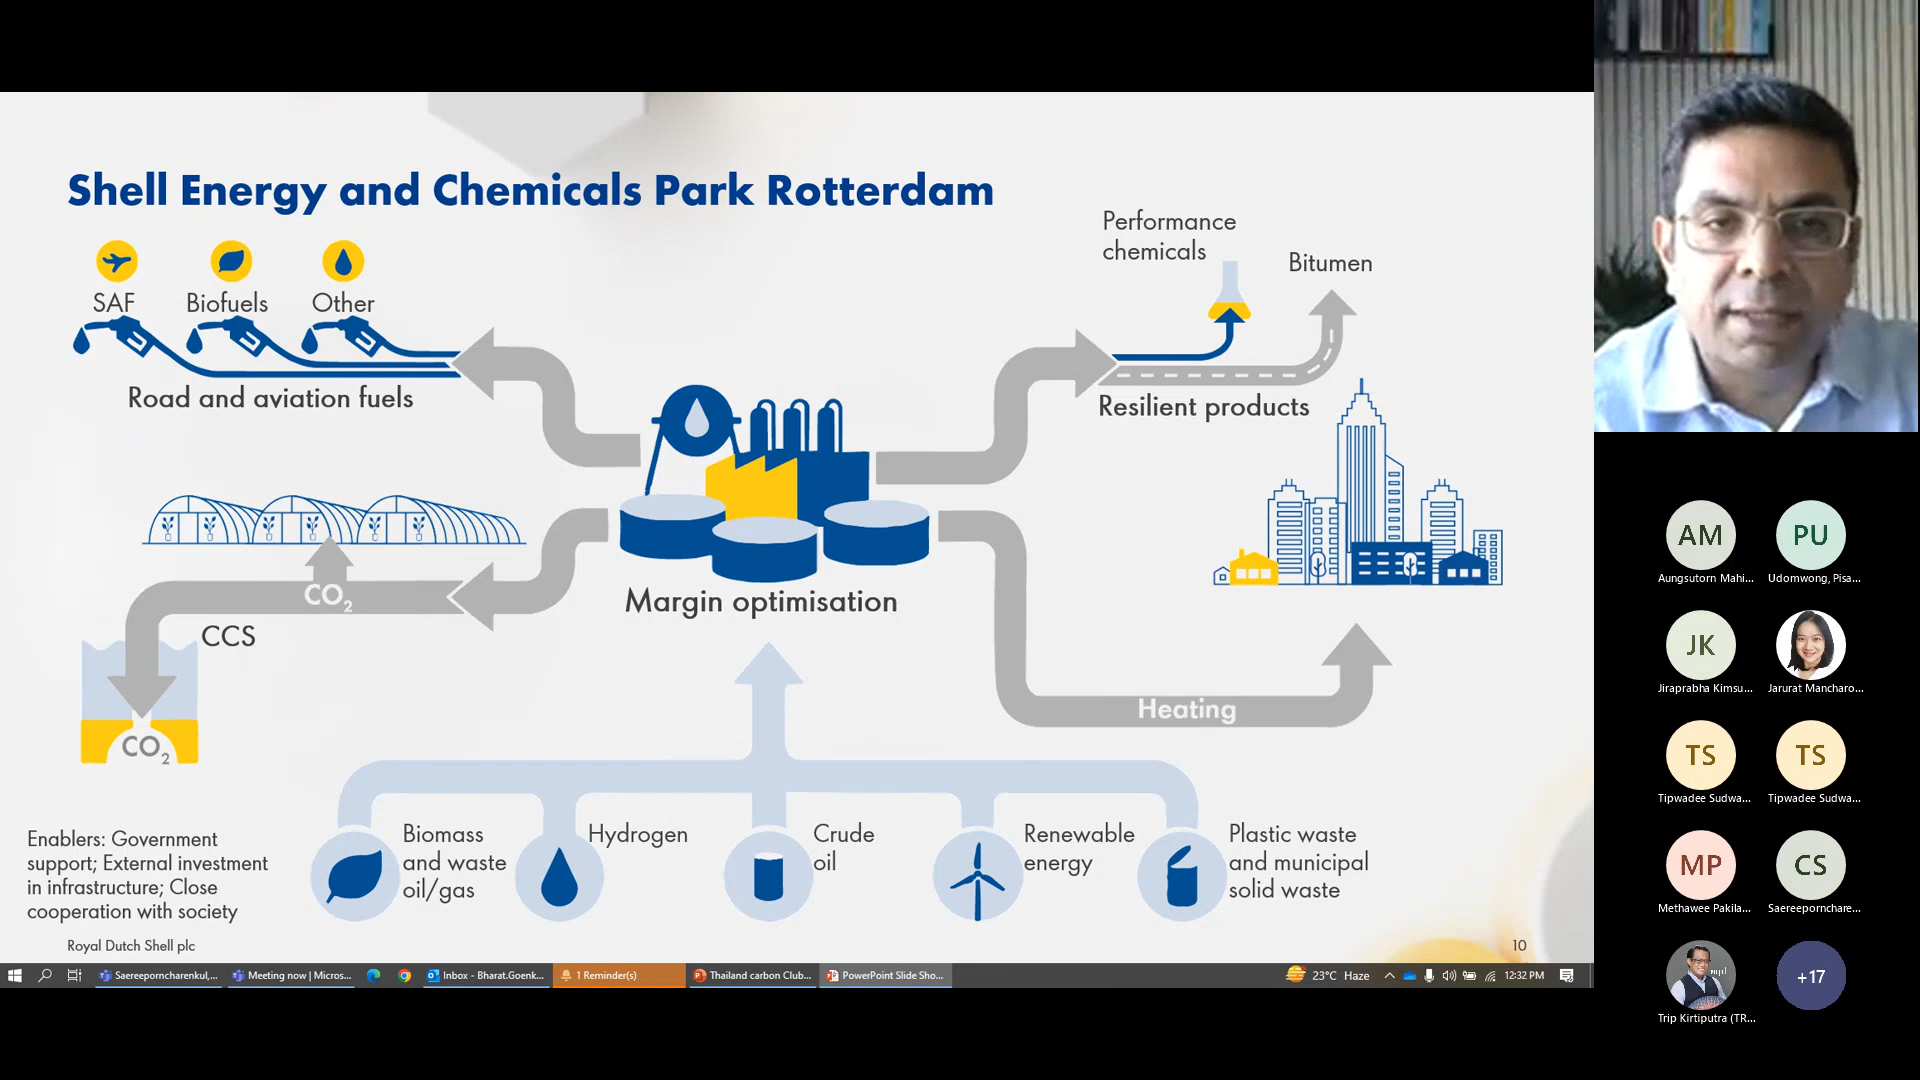 Shell Energy and Chemicals Park Rotterdam
SAF
Biofuels
Other
Road and aviation fuels
Performance
chemicals
Bitumen
Resilient products
CO2
CCS
CO2
Margin optimisation
Heating
Biomass
and waste
oil/gas
Hydrogen
Crude
oil
Renewable
energy
Plastic waste
and municipal
solid waste
Enablers: Government
support; External investment
in infrastructure; Close
cooperation with society
Royal Dutch Shell plc
10
Saereeporncharenkul,...
Meeting now | Micros...
Inbox - Bharat.Goenk...
1 Reminder(s)
Thailand carbon Club...
PowerPoint Slide Sho...
23°C Haze
12:32 PM
AM
Aungsutorn Mahi...
PU
Udomwong, Pisa...
JK
Jiraprabha Kimsu...
Jarurat Mancharo...
TS
Tipwadee Sudwa...
TS
Tipwadee Sudwa...
MP
Methawee Pakila...
CS
Saereepornchare...
Trip Kirtiputra (TR...
+17